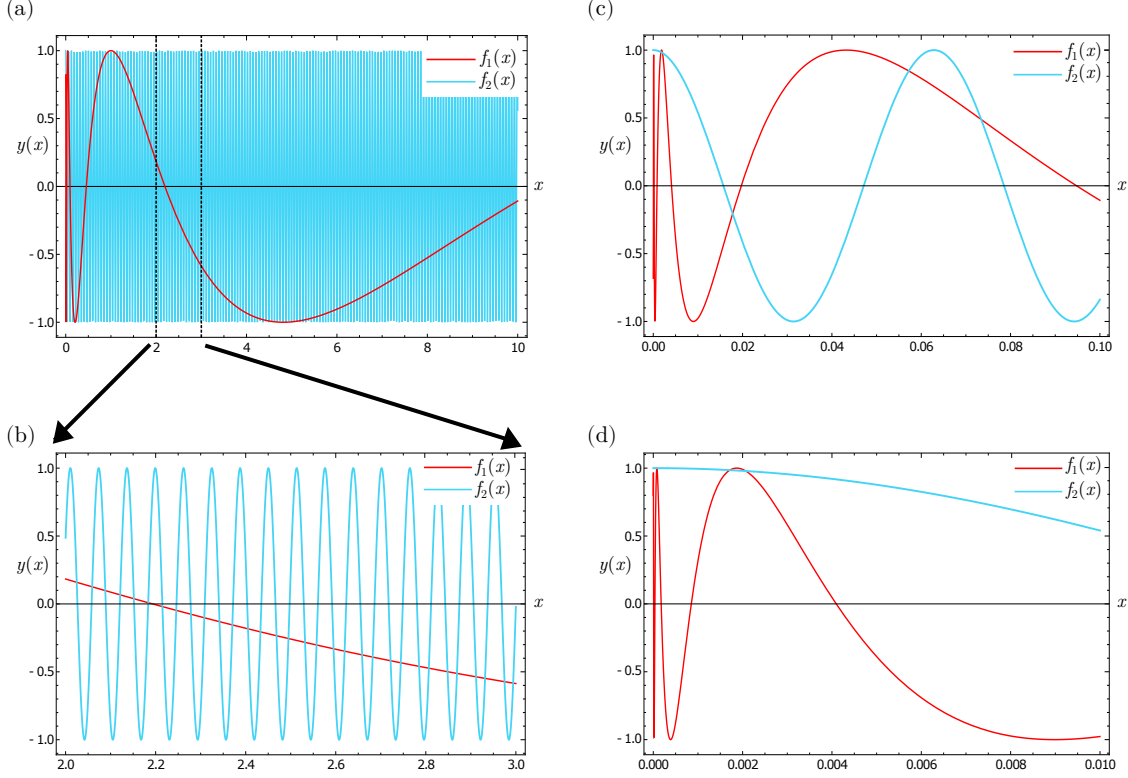 (a)
1.0
0.5
y(x)
0.0
- 0.5
- 1.0
f₁(x)
f₂(x)
x
0 2 4 6 8 10
(c)
1.0
0.5
y(x)
0.0
- 0.5
- 1.0
f₁(x)
f₂(x)
x
0.00 0.02 0.04 0.06 0.08 0.10
(b)
1.0
0.5
y(x)
0.0
- 0.5
- 1.0
f₁(x)
f₂(x)
x
2.0 2.2 2.4 2.6 2.8 3.0
(d)
1.0
0.5
y(x)
0.0
- 0.5
- 1.0
f₁(x)
f₂(x)
x
0.000 0.002 0.004 0.006 0.008 0.010